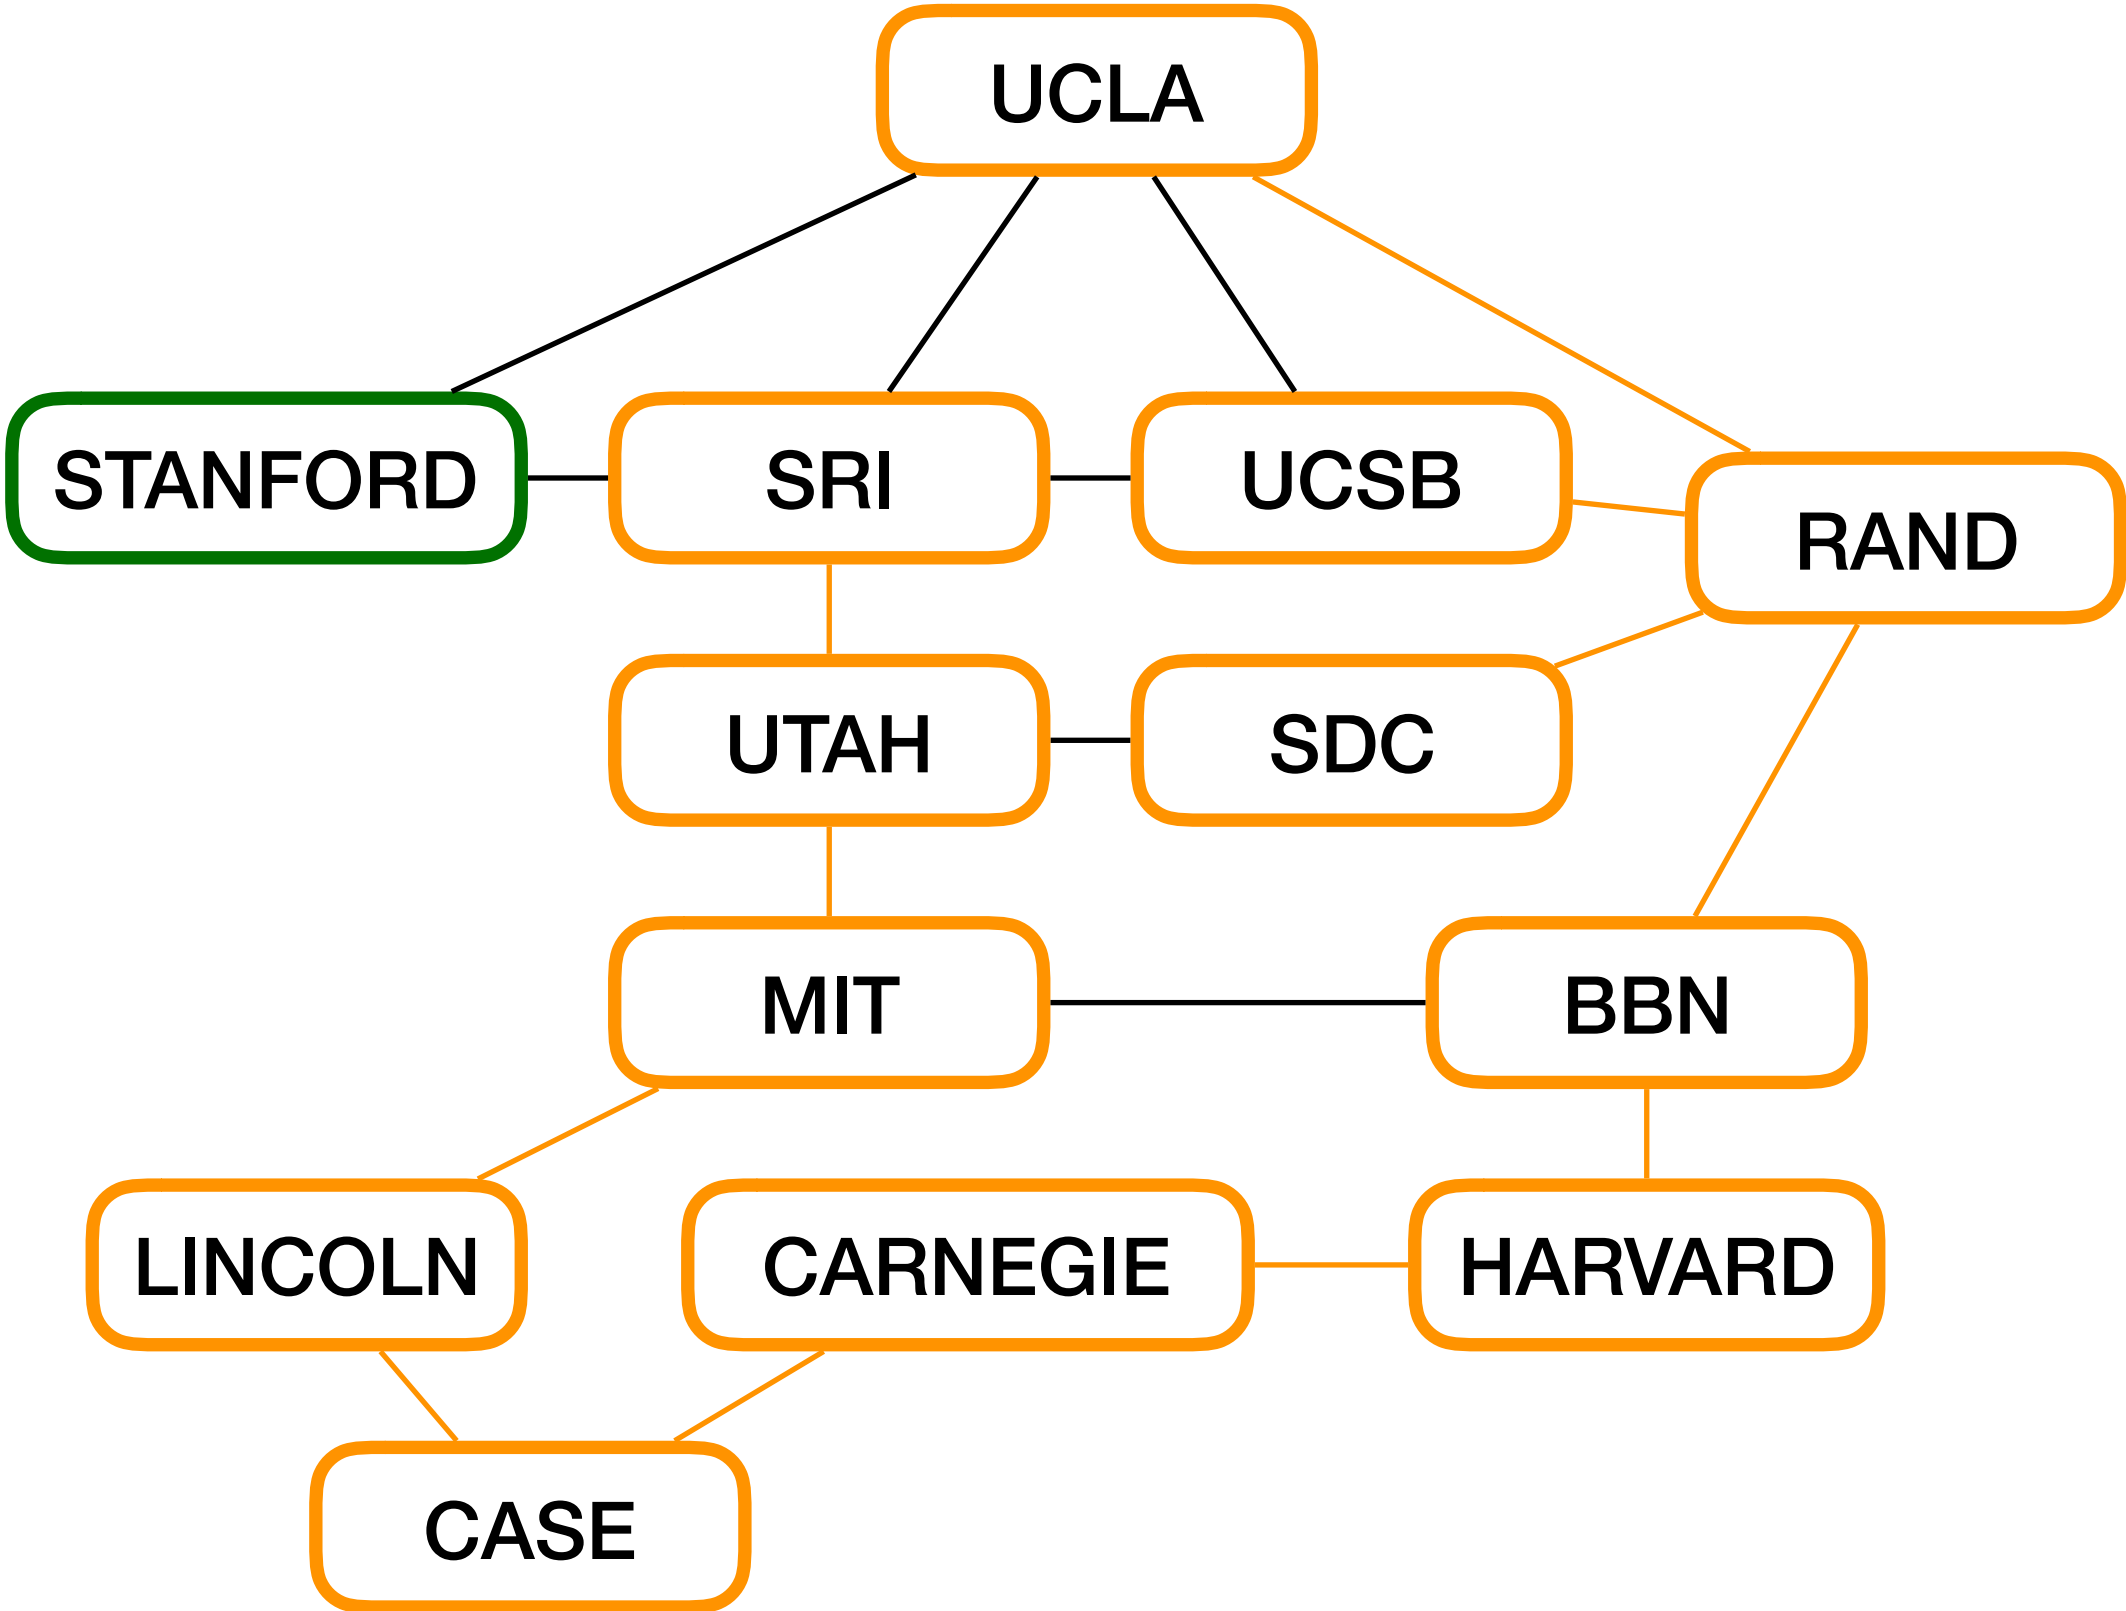 UCLA
STANFORD
SRI
UCSB
RAND
UTAH
SDC
MIT
BBN
LINCOLN
CARNEGIE
HARVARD
CASE